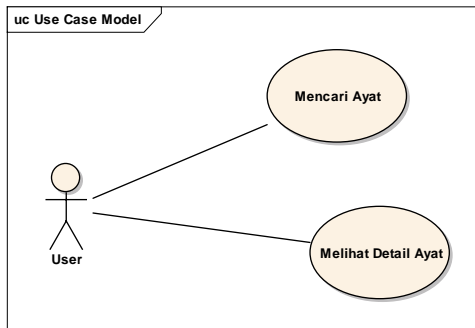 uc Use Case Model
Mencari Ayat
User
Melihat Detail Ayat